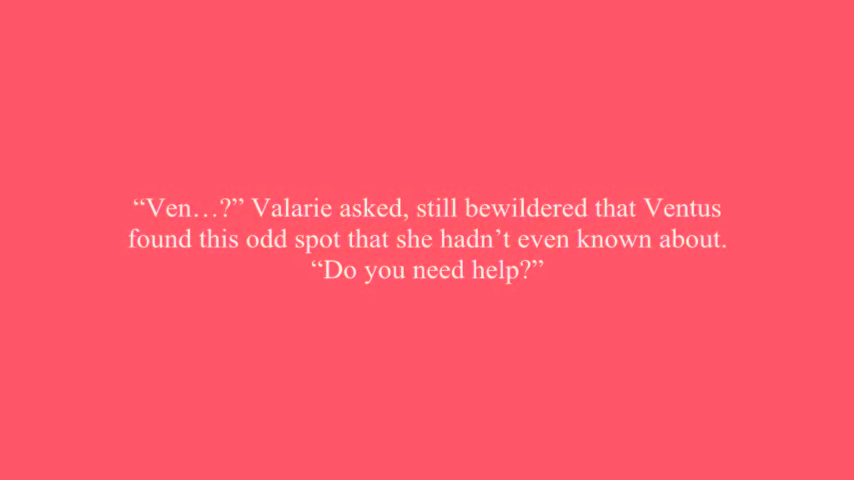 “Ven…?” Valarie asked, still bewildered that Ventus
found this odd spot that she hadn’t even known about.
“Do you need help?”